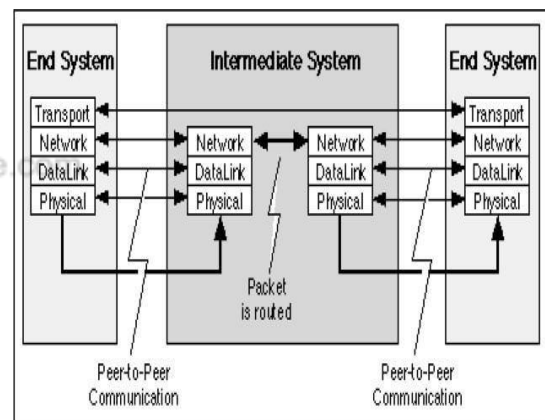 End System
Intermediate System
End System
Transport
Network
DataLink
Physical
Network
DataLink
Physical
Network
DataLink
Physical
Transport
Network
DataLink
Physical
Packet
is routed
Peer-to-Peer
Communication
Peer-to-Peer
Communication
e.com